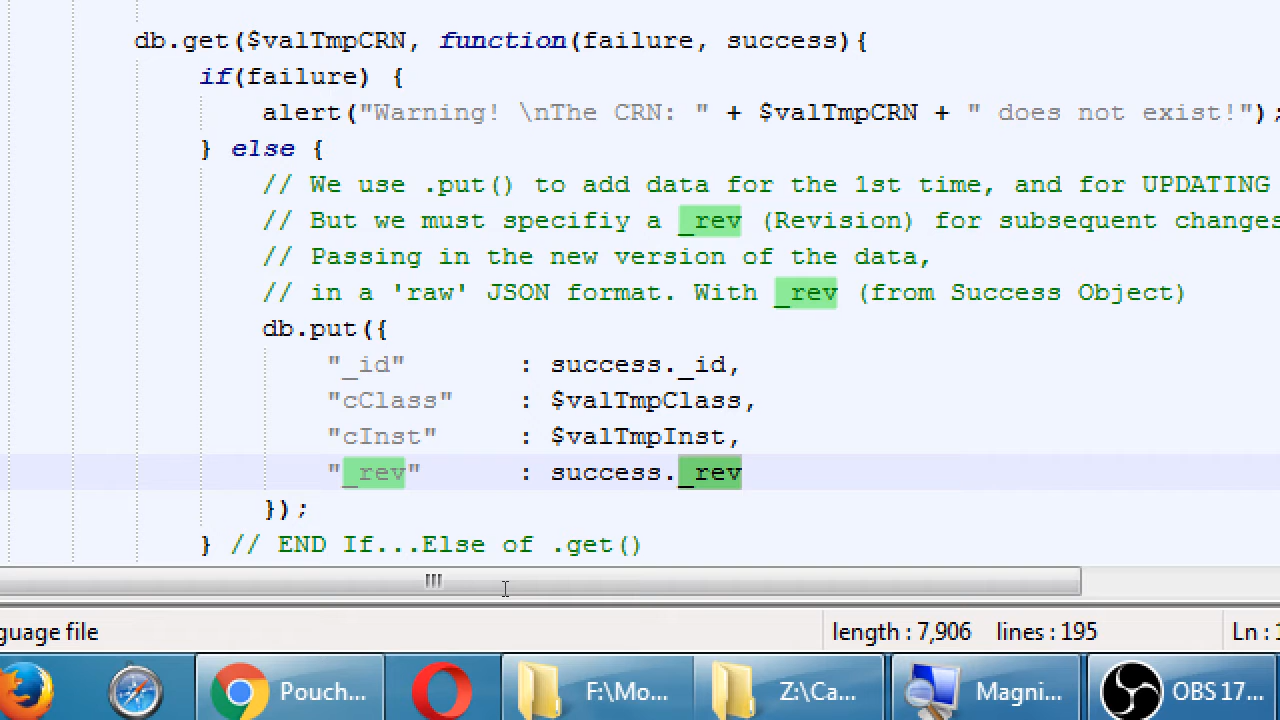 db.get($valTmpCRN, function(failure, success){
if(failure) {
alert("Warning! \nThe CRN: " + $valTmpCRN + " does not exist!");
} else {
// We use .put() to add data for the 1st time, and for UPDATING
// But we must specifiy a _rev (Revision) for subsequent changes
// Passing in the new version of the data,
// in a 'raw' JSON format. With _rev (from Success Object)
db.put({
"_id" : success._id,
"cClass" : $valTmpClass,
"cInst" : $valTmpInst,
"_rev" : success._rev
});
} // END If...Else of .get()
guage file length : 7,906 lines : 195 Ln : 1
Pouch... F:\Mo... Z:\Ca... Magni... OBS 17...